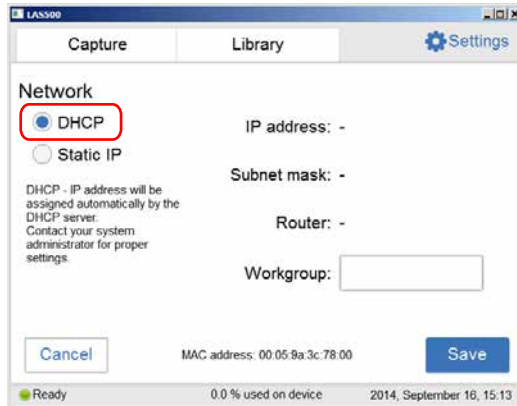 LAS500
Capture Library Settings
Network
DHCP
Static IP
DHCP - IP address will be
assigned automatically by the
DHCP server.
Contact your system
administrator for proper
settings.
IP address: -
Subnet mask: -
Router: -
Workgroup:
Cancel
MAC address: 00:05:9a:3c:78:00
Save
Ready
0.0 % used on device
2014, September 16, 15:13